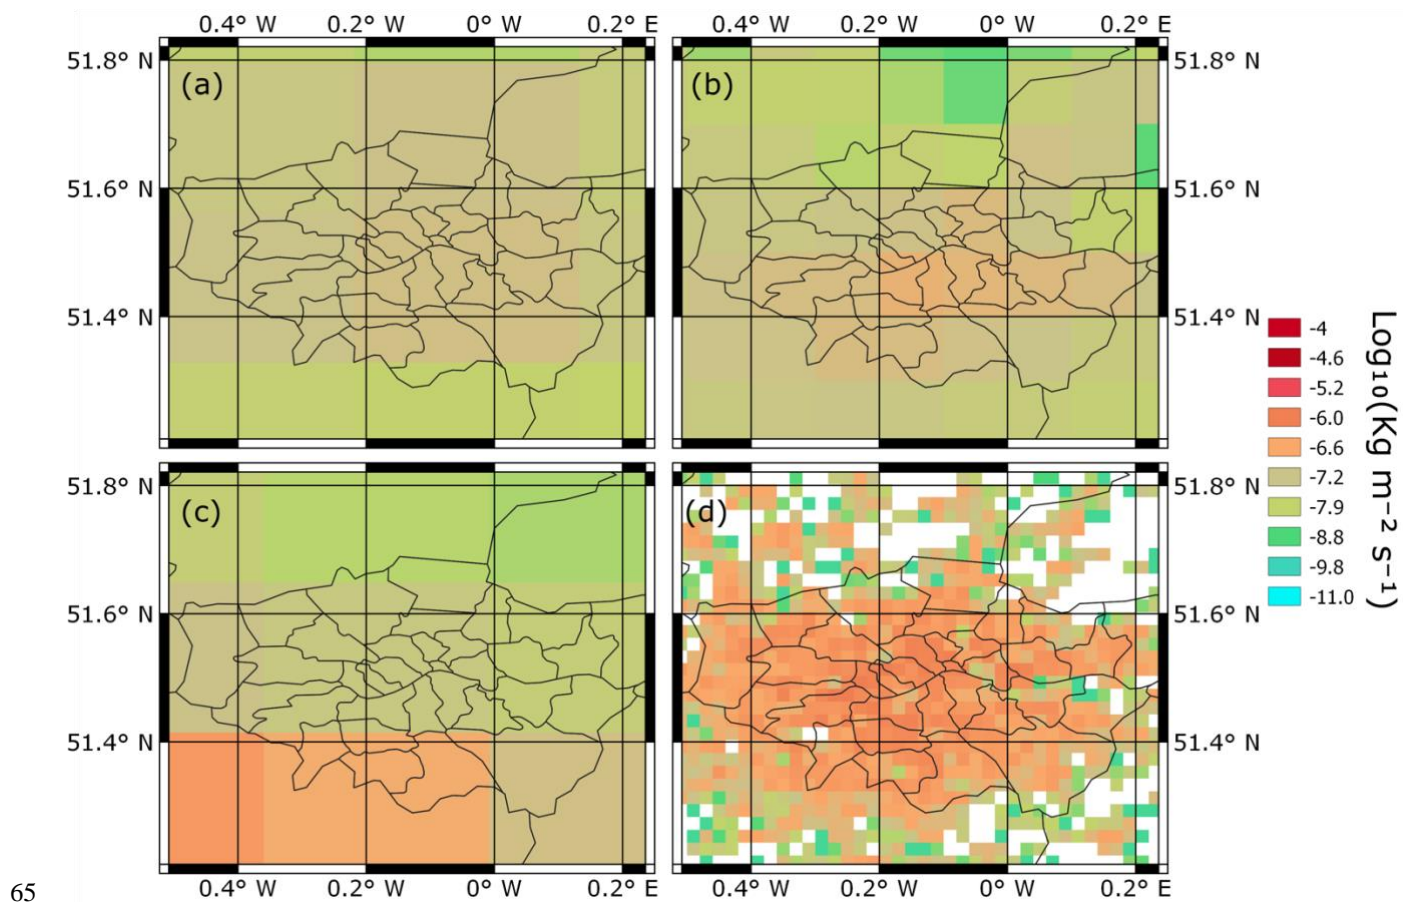 0.4° W 0.2° W 0° W 0.2° E 0.4° W 0.2° W 0° W 0.2° E
51.8° N (a) (b) 51.8° N
51.6° N 51.6° N
51.4° N 51.4° N
Log₁₀(Kg m⁻² s⁻¹)
-4
-4.6
-5.2
-6.0
-6.6
-7.2
-7.9
-8.8
-9.8
-11.0
51.8° N (c) (d) 51.8° N
51.6° N 51.6° N
51.4° N 51.4° N
0.4° W 0.2° W 0° W 0.2° E 0.4° W 0.2° W 0° W 0.2° E
65